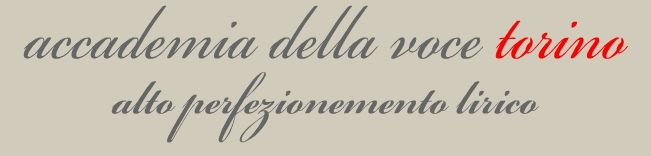 accademia della voce torino
alto perfezionemento lirico